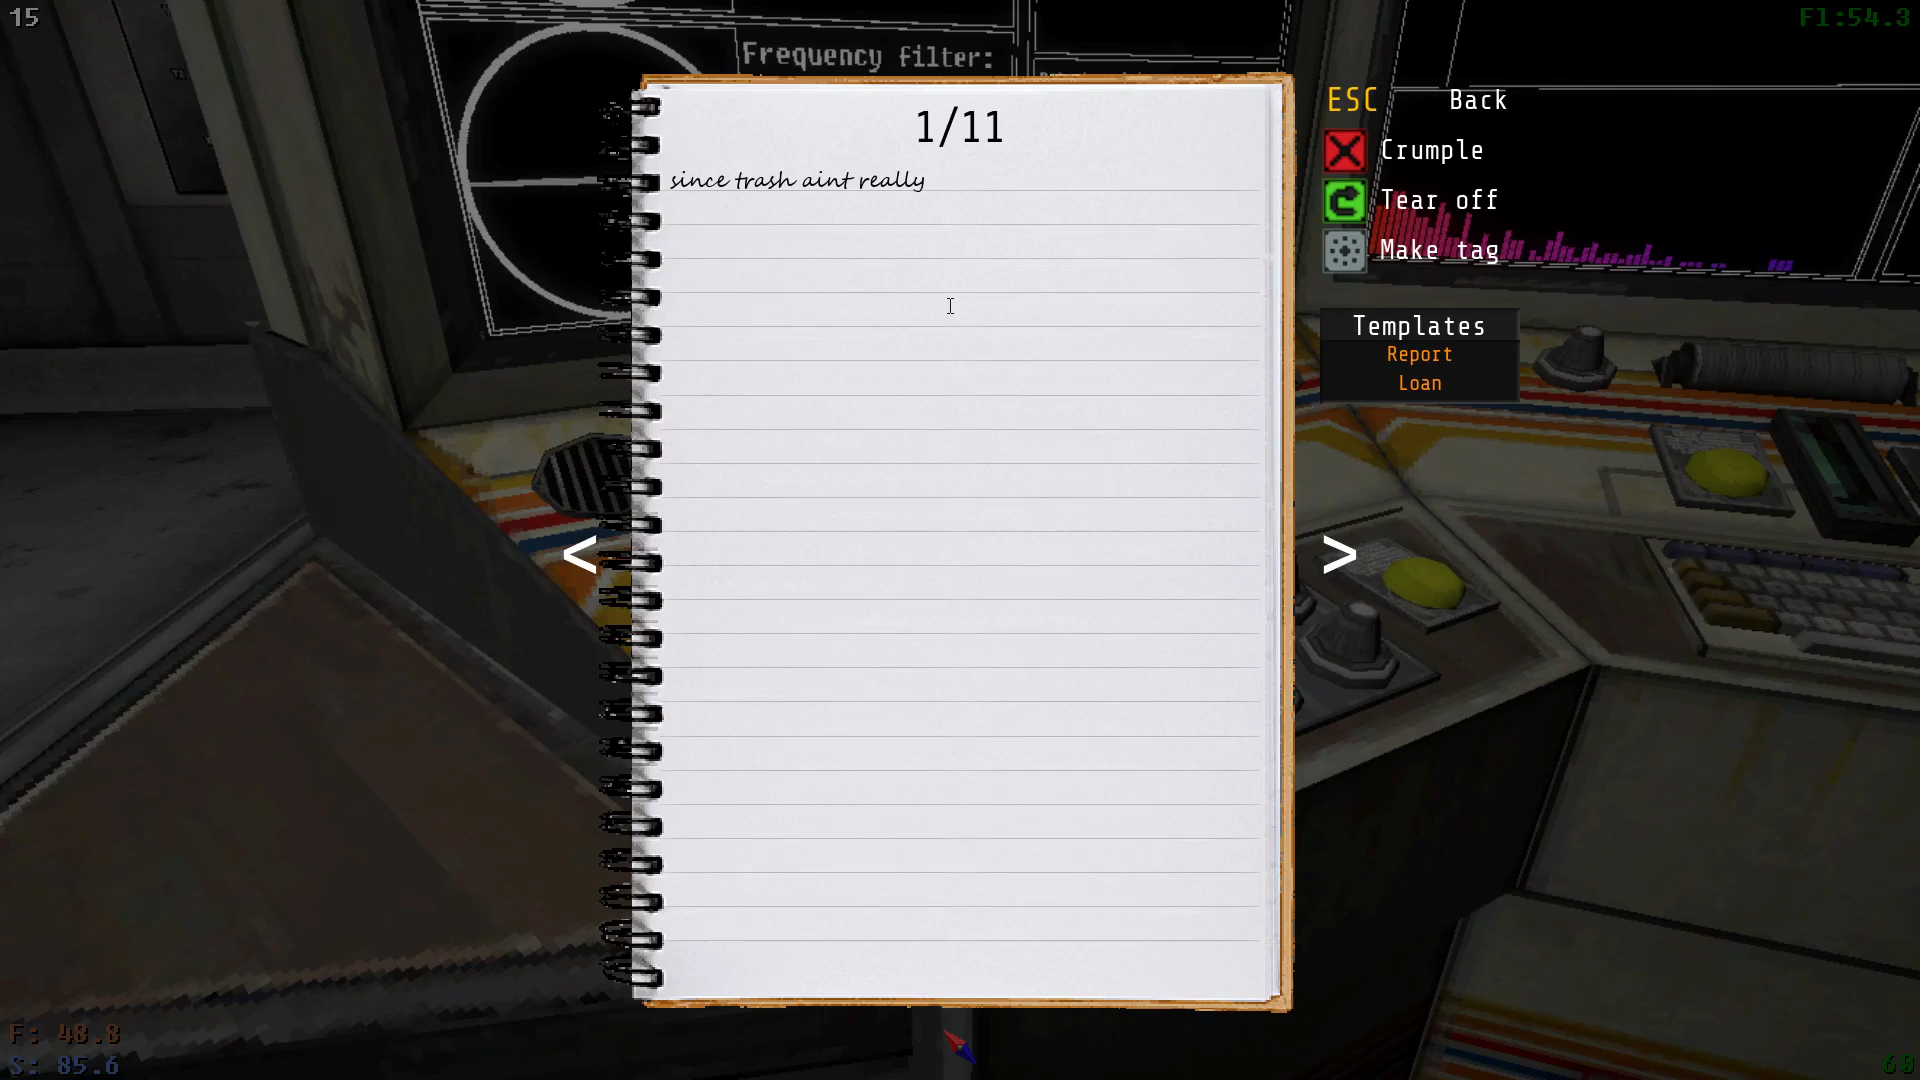 15
Fl:54.3
Frequency filter:
1/11
since trash aint really
ESC Back
Crumple
Tear off
Make tag
Templates
Report
Loan
<
>
F: 48.8
S: 85.6
60